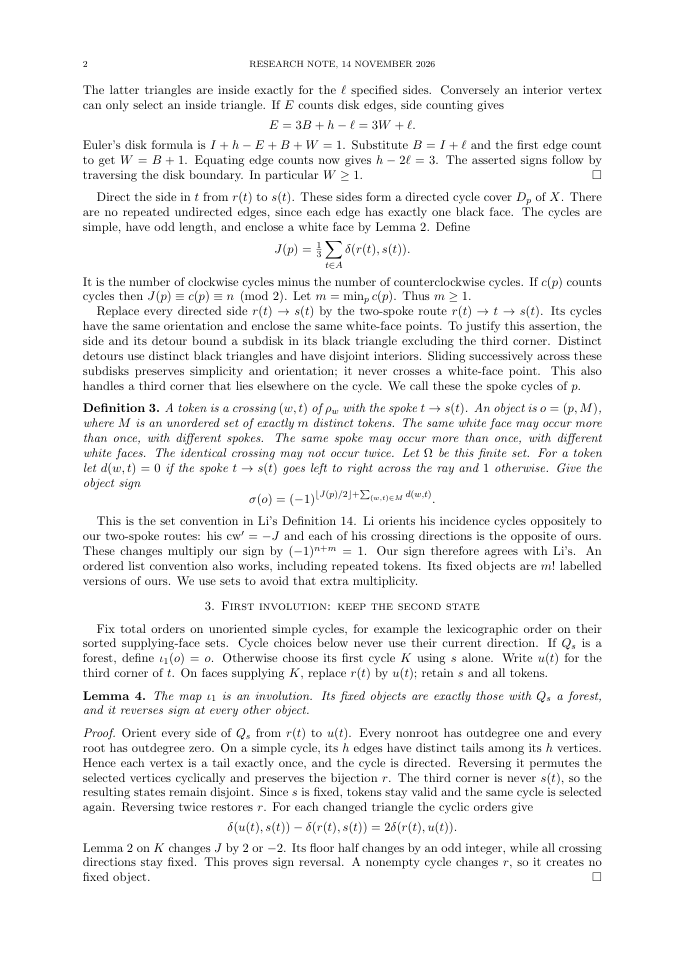 2 RESEARCH NOTE, 14 NOVEMBER 2026
The latter triangles are inside exactly for the ℓ specified sides. Conversely an interior vertex
can only select an inside triangle. If E counts disk edges, side counting gives
E = 3B + h − ℓ = 3W + ℓ.
Euler's disk formula is I + h − E + B + W = 1. Substitute B = I + ℓ and the first edge count
to get W = B + 1. Equating edge counts now gives h − 2ℓ = 3. The asserted signs follow by
traversing the disk boundary. In particular W ≥ 1. □
Direct the side in t from r(t) to s(t). These sides form a directed cycle cover D_p of X. There
are no repeated undirected edges, since each edge has exactly one black face. The cycles are
simple, have odd length, and enclose a white face by Lemma 2. Define
J(p) = 1/3 ∑_{t∈A} δ(r(t), s(t)).
It is the number of clockwise cycles minus the number of counterclockwise cycles. If c(p) counts
cycles then J(p) ≡ c(p) ≡ n (mod 2). Let m = min_p c(p). Thus m ≥ 1.
Replace every directed side r(t) → s(t) by the two-spoke route r(t) → t → s(t). Its cycles
have the same orientation and enclose the same white-face points. To justify this assertion, the
side and its detour bound a subdisk in its black triangle excluding the third corner. Distinct
detours use distinct black triangles and have disjoint interiors. Sliding successively across these
subdisks preserves simplicity and orientation; it never crosses a white-face point. This also
handles a third corner that lies elsewhere on the cycle. We call these the spoke cycles of p.
Definition 3. A token is a crossing (w, t) of ρ_w with the spoke t → s(t). An object is o = (p, M),
where M is an unordered set of exactly m distinct tokens. The same white face may occur more
than once, with different spokes. The same spoke may occur more than once, with different
white faces. The identical crossing may not occur twice. Let Ω be this finite set. For a token
let d(w, t) = 0 if the spoke t → s(t) goes left to right across the ray and 1 otherwise. Give the
object sign
σ(o) = (−1)^{⌊J(p)/2⌋+∑_{(w,t)∈M} d(w,t)}.
This is the set convention in Li's Definition 14. Li orients his incidence cycles oppositely to
our two-spoke routes: his cw′ = −J and each of his crossing directions is the opposite of ours.
These changes multiply our sign by (−1)^{n+m} = 1. Our sign therefore agrees with Li's. An
ordered list convention also works, including repeated tokens. Its fixed objects are m! labelled
versions of ours. We use sets to avoid that extra multiplicity.
3. First involution: keep the second state
Fix total orders on unoriented simple cycles, for example the lexicographic order on their
sorted supplying-face sets. Cycle choices below never use their current direction. If Q_s is a
forest, define ι_1(o) = o. Otherwise choose its first cycle K using s alone. Write u(t) for the
third corner of t. On faces supplying K, replace r(t) by u(t); retain s and all tokens.
Lemma 4. The map ι_1 is an involution. Its fixed objects are exactly those with Q_s a forest,
and it reverses sign at every other object.
Proof. Orient every side of Q_s from r(t) to u(t). Every nonroot has outdegree one and every
root has outdegree zero. On a simple cycle, its h edges have distinct tails among its h vertices.
Hence each vertex is a tail exactly once, and the cycle is directed. Reversing it permutes the
selected vertices cyclically and preserves the bijection r. The third corner is never s(t), so the
resulting states remain disjoint. Since s is fixed, tokens stay valid and the same cycle is selected
again. Reversing twice restores r. For each changed triangle the cyclic orders give
δ(u(t), s(t)) − δ(r(t), s(t)) = 2δ(r(t), u(t)).
Lemma 2 on K changes J by 2 or −2. Its floor half changes by an odd integer, while all crossing
directions stay fixed. This proves sign reversal. A nonempty cycle changes r, so it creates no
fixed object. □